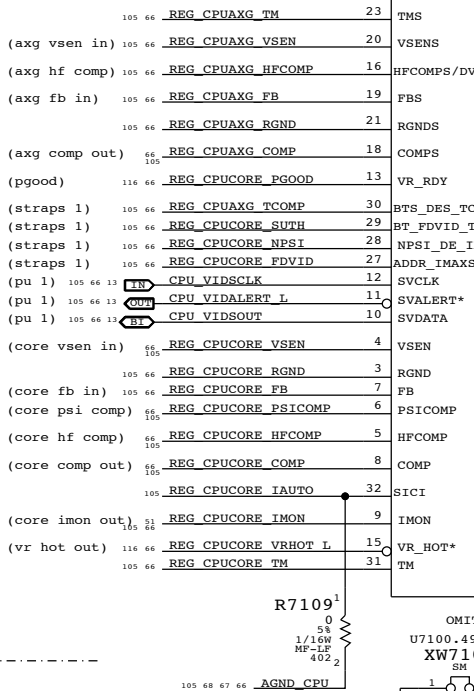 105 66 REG_CPUAXG_TM 23 TMS
(axg vsen in) 105 66 REG_CPUAXG_VSEN 20 VSENS
(axg hf comp) 105 66 REG_CPUAXG_HFCOMP 16 HFCOMPS/DV
(axg fb in) 105 66 REG_CPUAXG_FB 19 FBS
105 66 REG_CPUAXG_RGND 21 RGNDS
(axg comp out) 66 105 REG_CPUAXG_COMP 18 COMPS
(pgood) 116 66 REG_CPUCORE_PGOOD 13 VR_RDY
(straps 1) 105 66 REG_CPUAXG_TCOMP 30 BTS_DES_TC
(straps 1) 105 66 REG_CPUCORE_SUTH 29 BT_FDVID_T
(straps 1) 105 66 REG_CPUCORE_NPSI 28 NPSI_DE_I
(straps 1) 105 66 REG_CPUCORE_FDVID 27 ADDR_IMAXS
(pu 1) 105 66 13 IN CPU_VIDSCLK 12 SVCLK
(pu 1) 105 66 13 OUT CPU_VIDALERT_L 11 SVALERT*
(pu 1) 105 66 13 BI CPU_VIDSOUT 10 SVDATA
(core vsen in) 66 105 REG_CPUCORE_VSEN 4 VSEN
105 66 REG_CPUCORE_RGND 3 RGND
(core fb in) 105 66 REG_CPUCORE_FB 7 FB
(core psi comp) 66 105 REG_CPUCORE_PSICOMP 6 PSICOMP
(core hf comp) 66 105 REG_CPUCORE_HFCOMP 5 HFCOMP
(core comp out) 66 105 REG_CPUCORE_COMP 8 COMP
105 REG_CPUCORE_IAUTO 32 SICI
(core imon out) 51 105 66 REG_CPUCORE_IMON 9 IMON
(vr hot out) 116 66 REG_CPUCORE_VRHOT_L 15 VR_HOT*
105 66 REG_CPUCORE_TM 31 TM
R7109 1
0
5%
1/16W
MF-LF
402 2
OMIT
U7100.49
XW710
SM
1
105 68 67 66 AGND_CPU